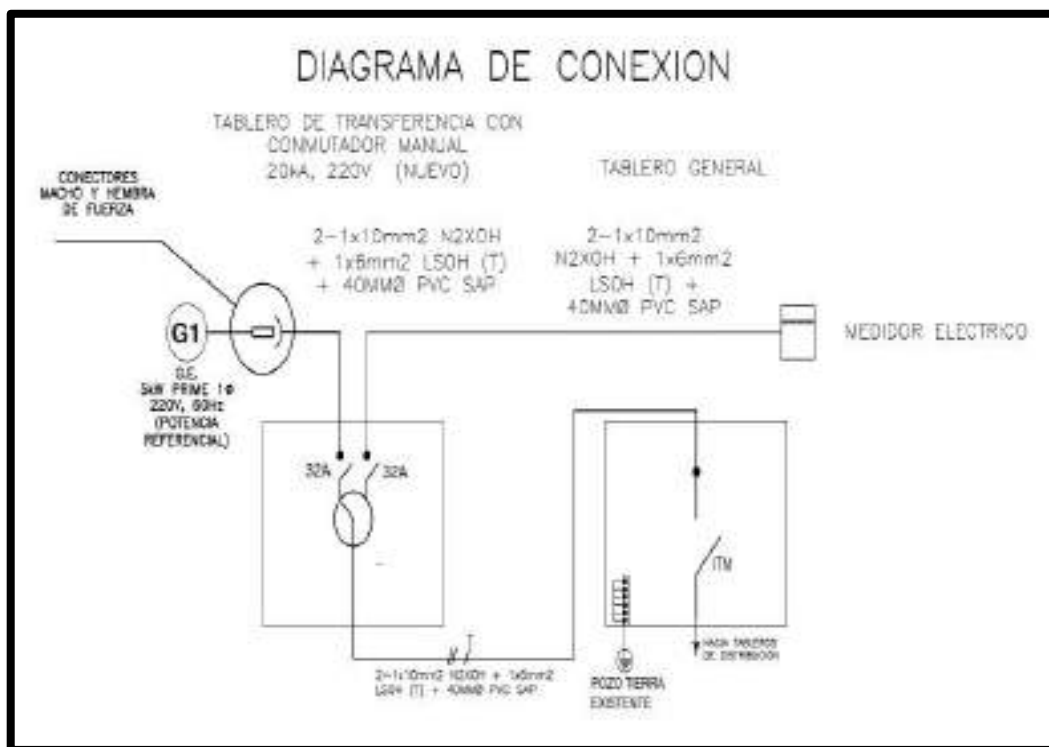 DIAGRAMA DE CONEXION
TABLERO DE TRANSFERENCIA CON
CONMUTADOR MANUAL
20kA, 220V (NUEVO)
TABLERO GENERAL
CONECTORES
MACHO Y HEMBRA
DE FUERZA
2-1x10mm2 N2XOH
+ 1x6mm2 LSOH (T)
+ 40MMØ PVC SAP
2-1x10mm2
N2XOH + 1x6mm2
LSOH (T) +
40MMØ PVC SAP
G1
MEDIDOR ELECTRICO
G.E.
5kW PRIME 1Φ
220V, 60Hz
(POTENCIA
REFERENCIAL)
32A
32A
ITM
N T
2-1x10mm2 N2XOH + 1x6mm2
LSOH (T) + 40MMØ PVC SAP
HACIA TABLEROS
DE DISTRIBUCIÓN
POZO TIERRA
EXISTENTE